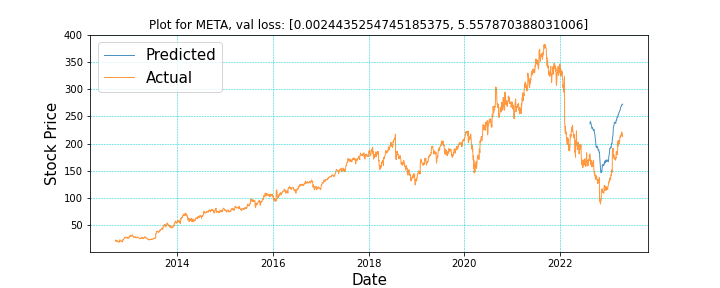 Plot for META, val loss: [0.0024435254745185375, 5.557870388031006]
400
350
300
250
200
150
100
50
Stock Price
Predicted
Actual
2014
2016
2018
2020
2022
Date